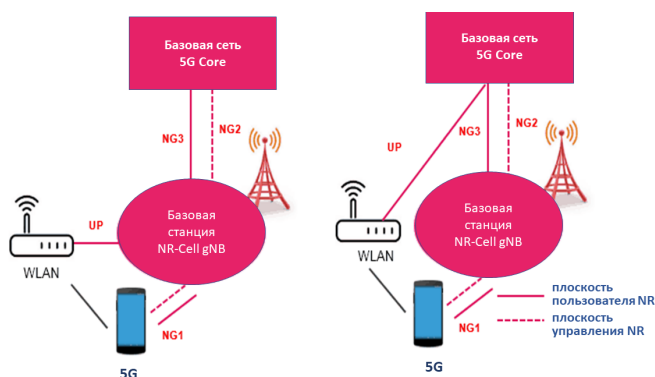 Базовая сеть
5G Core
NG3
NG2
UP
Базовая
станция
NR-Cell gNB
WLAN
NG1
5G
Базовая сеть
5G Core
UP
NG3
NG2
Базовая
станция
NR-Cell gNB
WLAN
NG1
5G
плоскость
пользователя NR
плоскость
управления NR